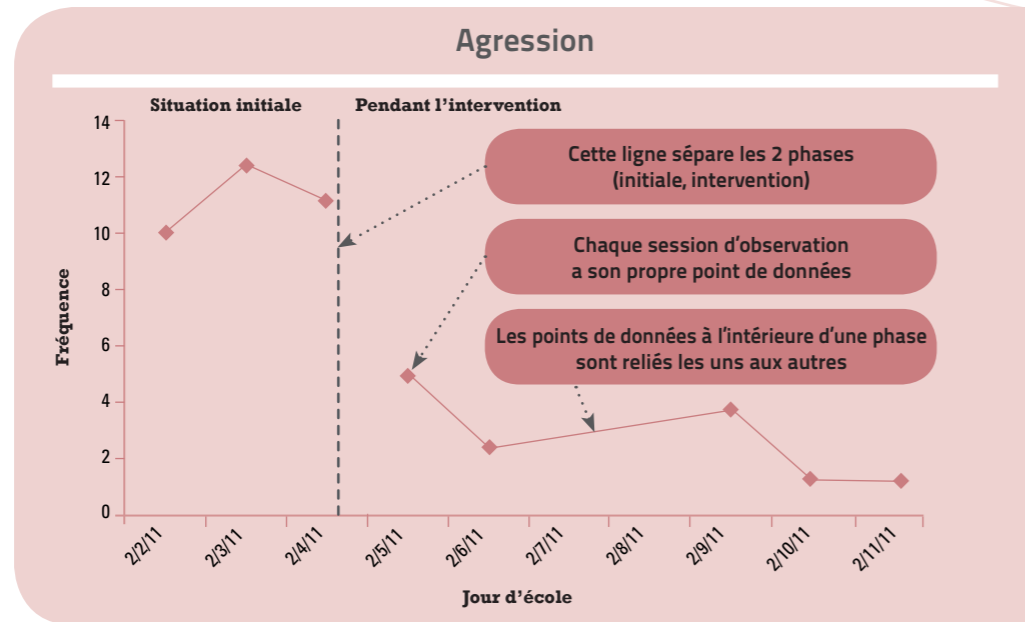 Agression
Situation initiale
Pendant l'intervention
14
12
10
8
6
4
2
0
Fréquence
Cette ligne sépare les 2 phases
(initiale, intervention)
Chaque session d'observation
a son propre point de données
Les points de données à l'intérieure d'une phase
sont reliés les uns aux autres
2/2/11
2/3/11
2/4/11
2/5/11
2/6/11
2/7/11
2/8/11
2/9/11
2/10/11
2/11/11
Jour d'école